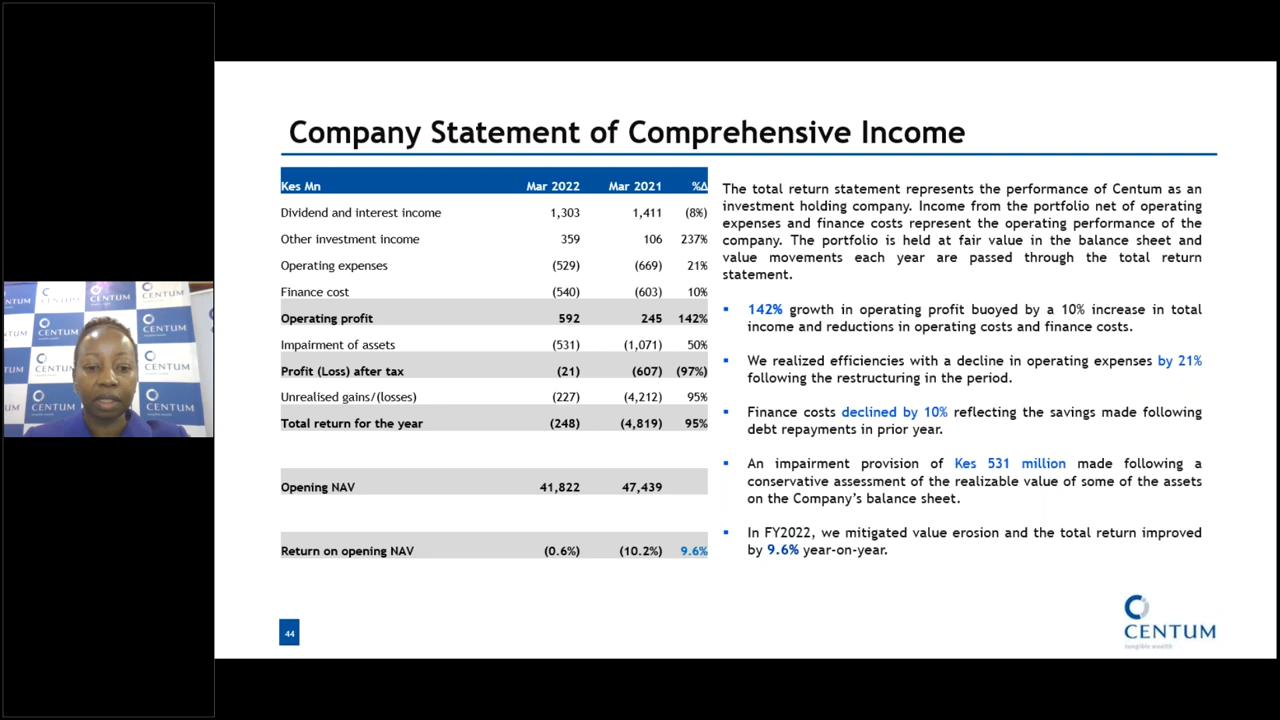 Company Statement of Comprehensive Income
Kes Mn Mar 2022 Mar 2021 %Δ
Dividend and interest income 1,303 1,411 (8%)
Other investment income 359 106 237%
Operating expenses (529) (669) 21%
Finance cost (540) (603) 10%
Operating profit 592 245 142%
Impairment of assets (531) (1,071) 50%
Profit (Loss) after tax (21) (607) (97%)
Unrealised gains/(losses) (227) (4,212) 95%
Total return for the year (248) (4,819) 95%
Opening NAV 41,822 47,439
Return on opening NAV (0.6%) (10.2%) 9.6%
The total return statement represents the performance of Centum as an
investment holding company. Income from the portfolio net of operating
expenses and finance costs represent the operating performance of the
company. The portfolio is held at fair value in the balance sheet and
value movements each year are passed through the total return
statement.
▪ 142% growth in operating profit buoyed by a 10% increase in total
income and reductions in operating costs and finance costs.
▪ We realized efficiencies with a decline in operating expenses by 21%
following the restructuring in the period.
▪ Finance costs declined by 10% reflecting the savings made following
debt repayments in prior year.
▪ An impairment provision of Kes 531 million made following a
conservative assessment of the realizable value of some of the assets
on the Company's balance sheet.
▪ In FY2022, we mitigated value erosion and the total return improved
by 9.6% year-on-year.
44
CENTUM
tangible wealth
CENTUM
CENTUM
CENTUM
CENTUM
CENTUM
CENTUM
CENTUM